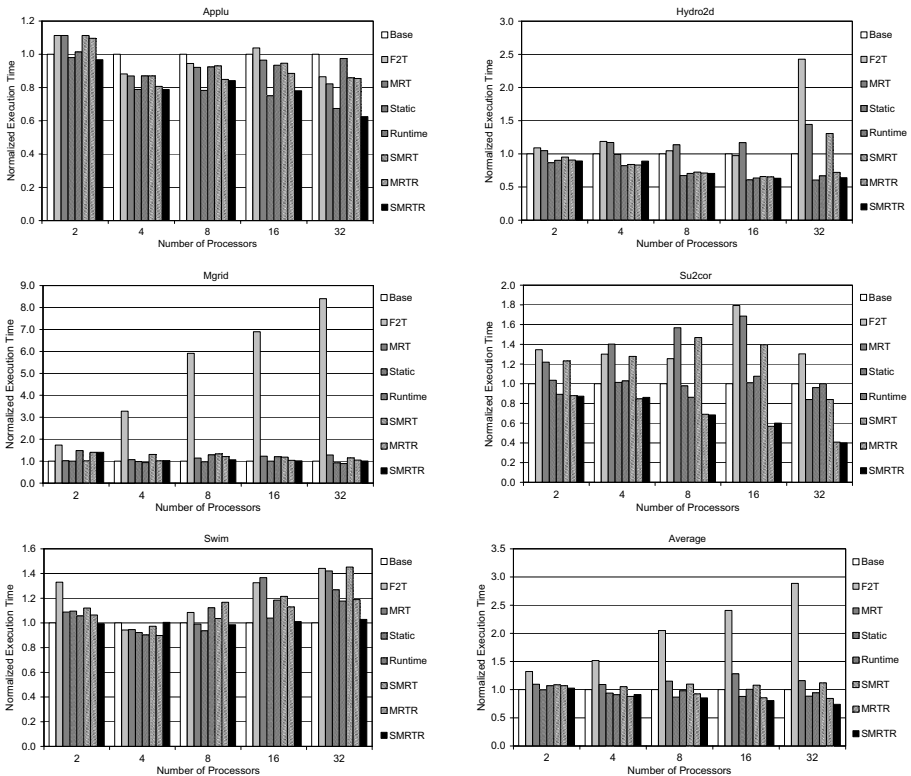 Applu
Normalized Execution Time
1.2
1.0
0.8
0.6
0.4
0.2
0.0
2
4
8
16
32
Number of Processors
Base
F2T
MRT
Static
Runtime
SMRT
MRTR
SMRTR
Hydro2d
Normalized Execution Time
3.0
2.5
2.0
1.5
1.0
0.5
0.0
2
4
8
16
32
Number of Processors
Base
F2T
MRT
Static
Runtime
SMRT
MRTR
SMRTR
Mgrid
Normalized Execution Time
9.0
8.0
7.0
6.0
5.0
4.0
3.0
2.0
1.0
0.0
2
4
8
16
32
Number of Processors
Base
F2T
MRT
Static
Runtime
SMRT
MRTR
SMRTR
Su2cor
Normalized Execution Time
2.0
1.8
1.6
1.4
1.2
1.0
0.8
0.6
0.4
0.2
0.0
2
4
8
16
32
Number of Processors
Base
F2T
MRT
Static
Runtime
SMRT
MRTR
SMRTR
Swim
Normalized Execution Time
1.6
1.4
1.2
1.0
0.8
0.6
0.4
0.2
0.0
2
4
8
16
32
Number of Processors
Base
F2T
MRT
Static
Runtime
SMRT
MRTR
SMRTR
Average
Normalized Execution Time
3.5
3.0
2.5
2.0
1.5
1.0
0.5
0.0
2
4
8
16
32
Number of Processors
Base
F2T
MRT
Static
Runtime
SMRT
MRTR
SMRTR